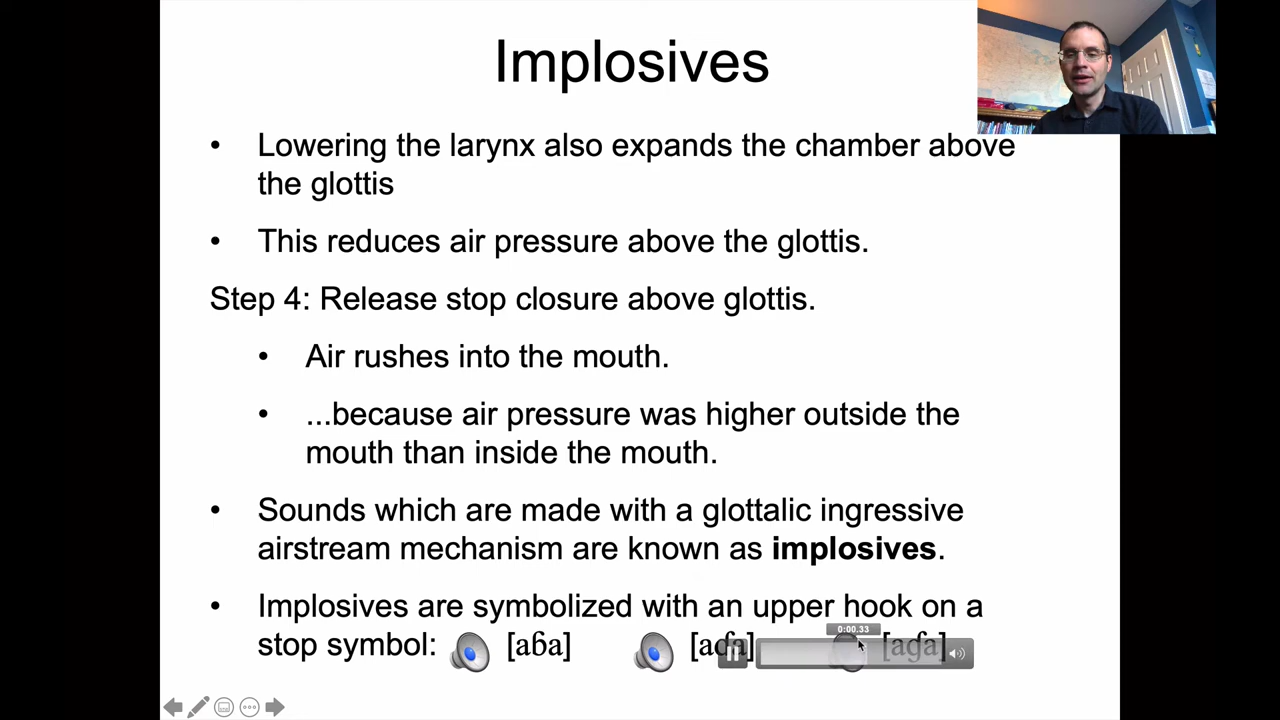 Implosives
• Lowering the larynx also expands the chamber above
the glottis
• This reduces air pressure above the glottis.
Step 4: Release stop closure above glottis.
• Air rushes into the mouth.
• ...because air pressure was higher outside the
mouth than inside the mouth.
• Sounds which are made with a glottalic ingressive
airstream mechanism are known as implosives.
• Implosives are symbolized with an upper hook on a
stop symbol: [aɓa] [aɗa] [aɠa]
0:00.33